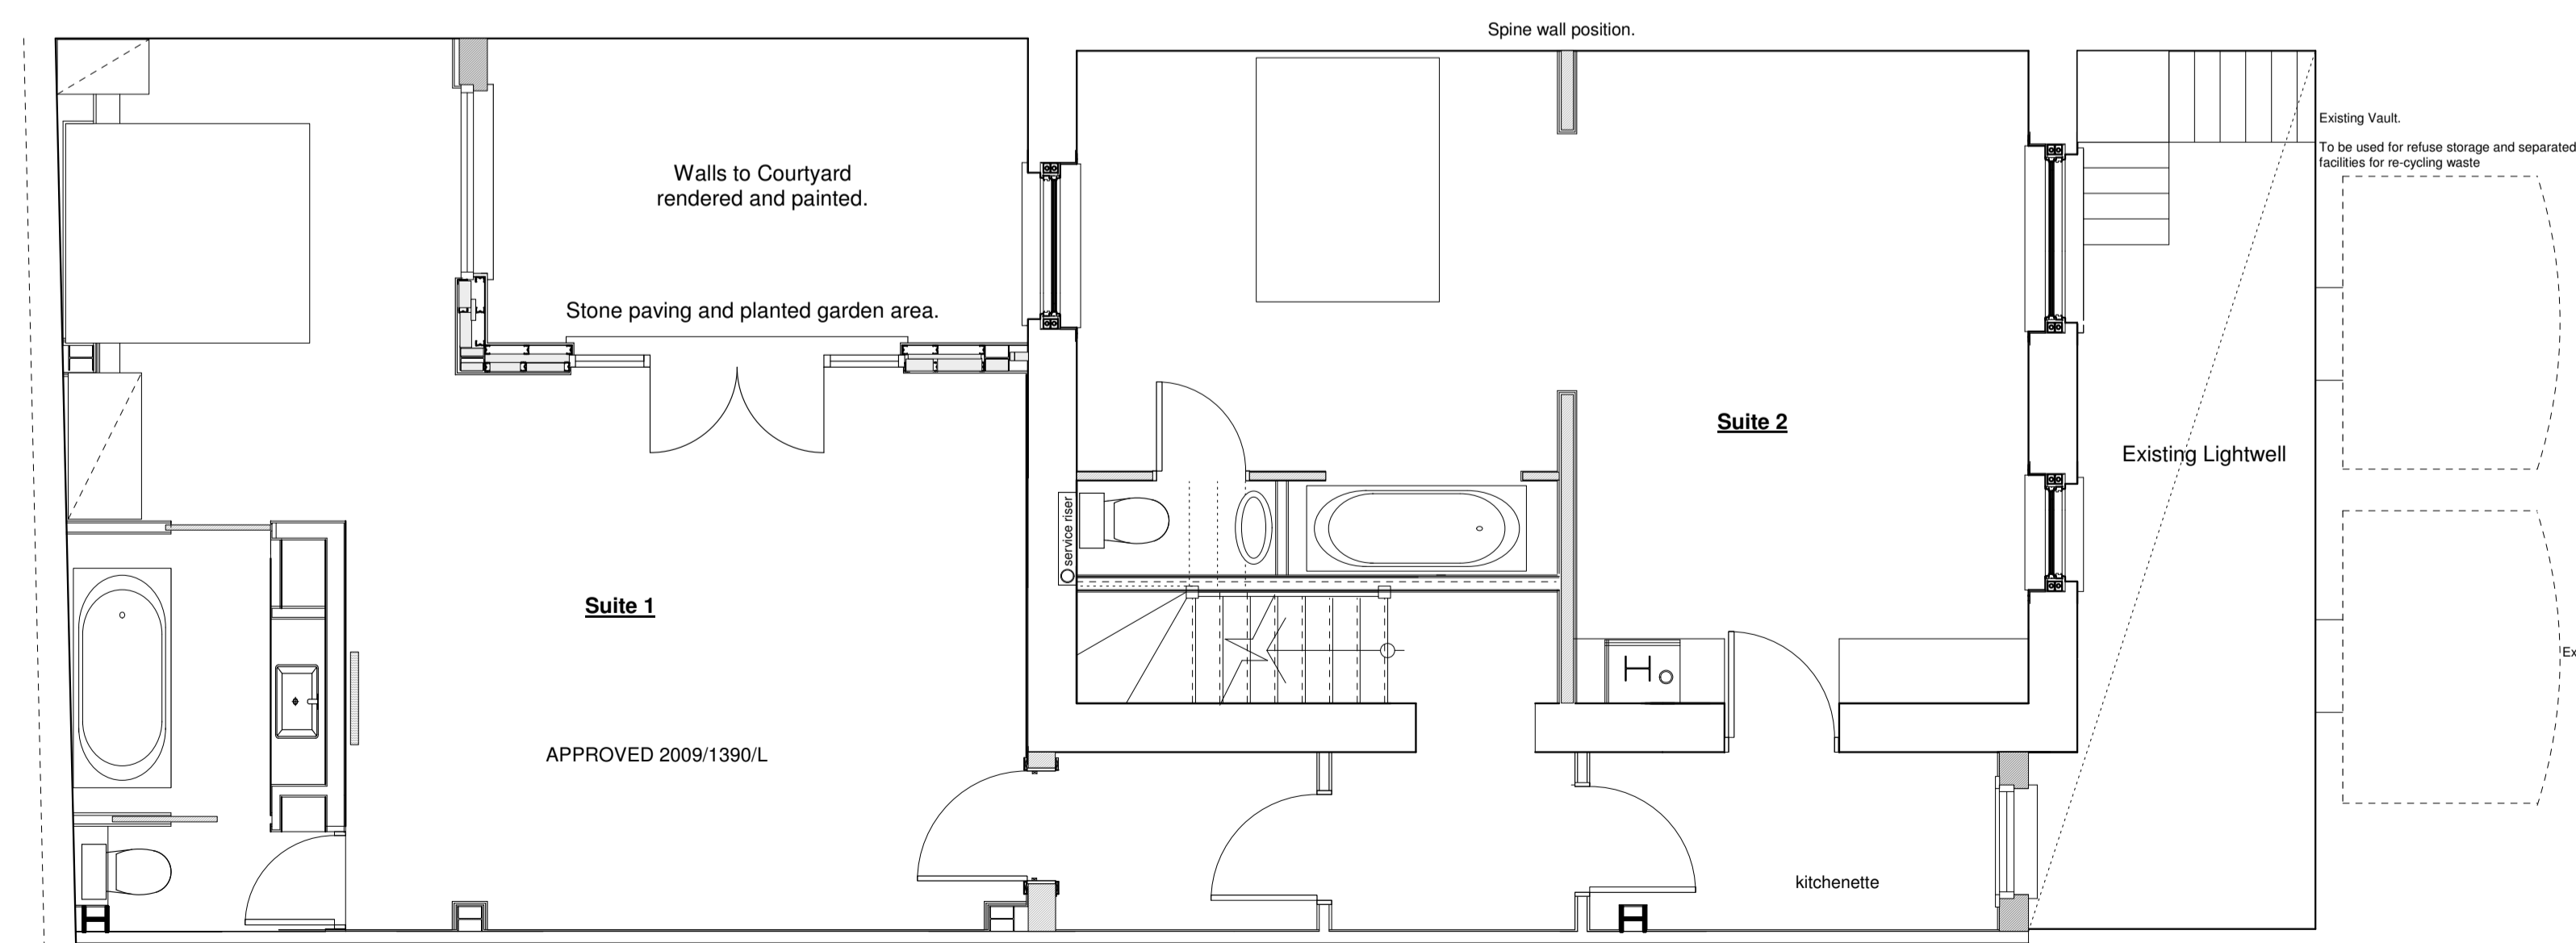 Spine wall position.
Existing Vault.
To be used for refuse storage and separated
facilities for re-cycling waste
Walls to Courtyard
rendered and painted.
Stone paving and planted garden area.
Suite 2
Existing Lightwell
service riser
Suite 1
H
Ex
APPROVED 2009/1390/L
kitchenette